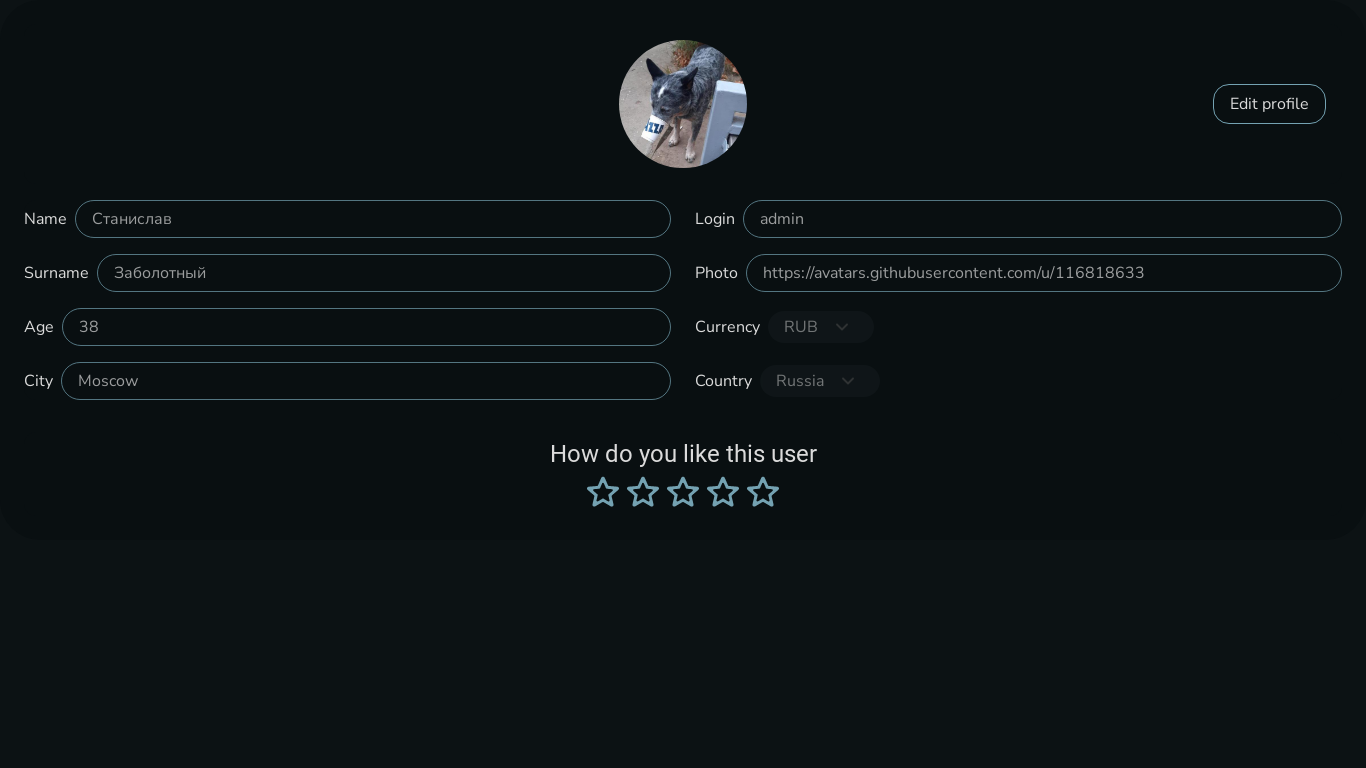 Edit profile
Name Станислав
Login admin
Surname Заболотный
Photo https://avatars.githubusercontent.com/u/116818633
Age 38
Currency RUB
City Moscow
Country Russia
How do you like this user